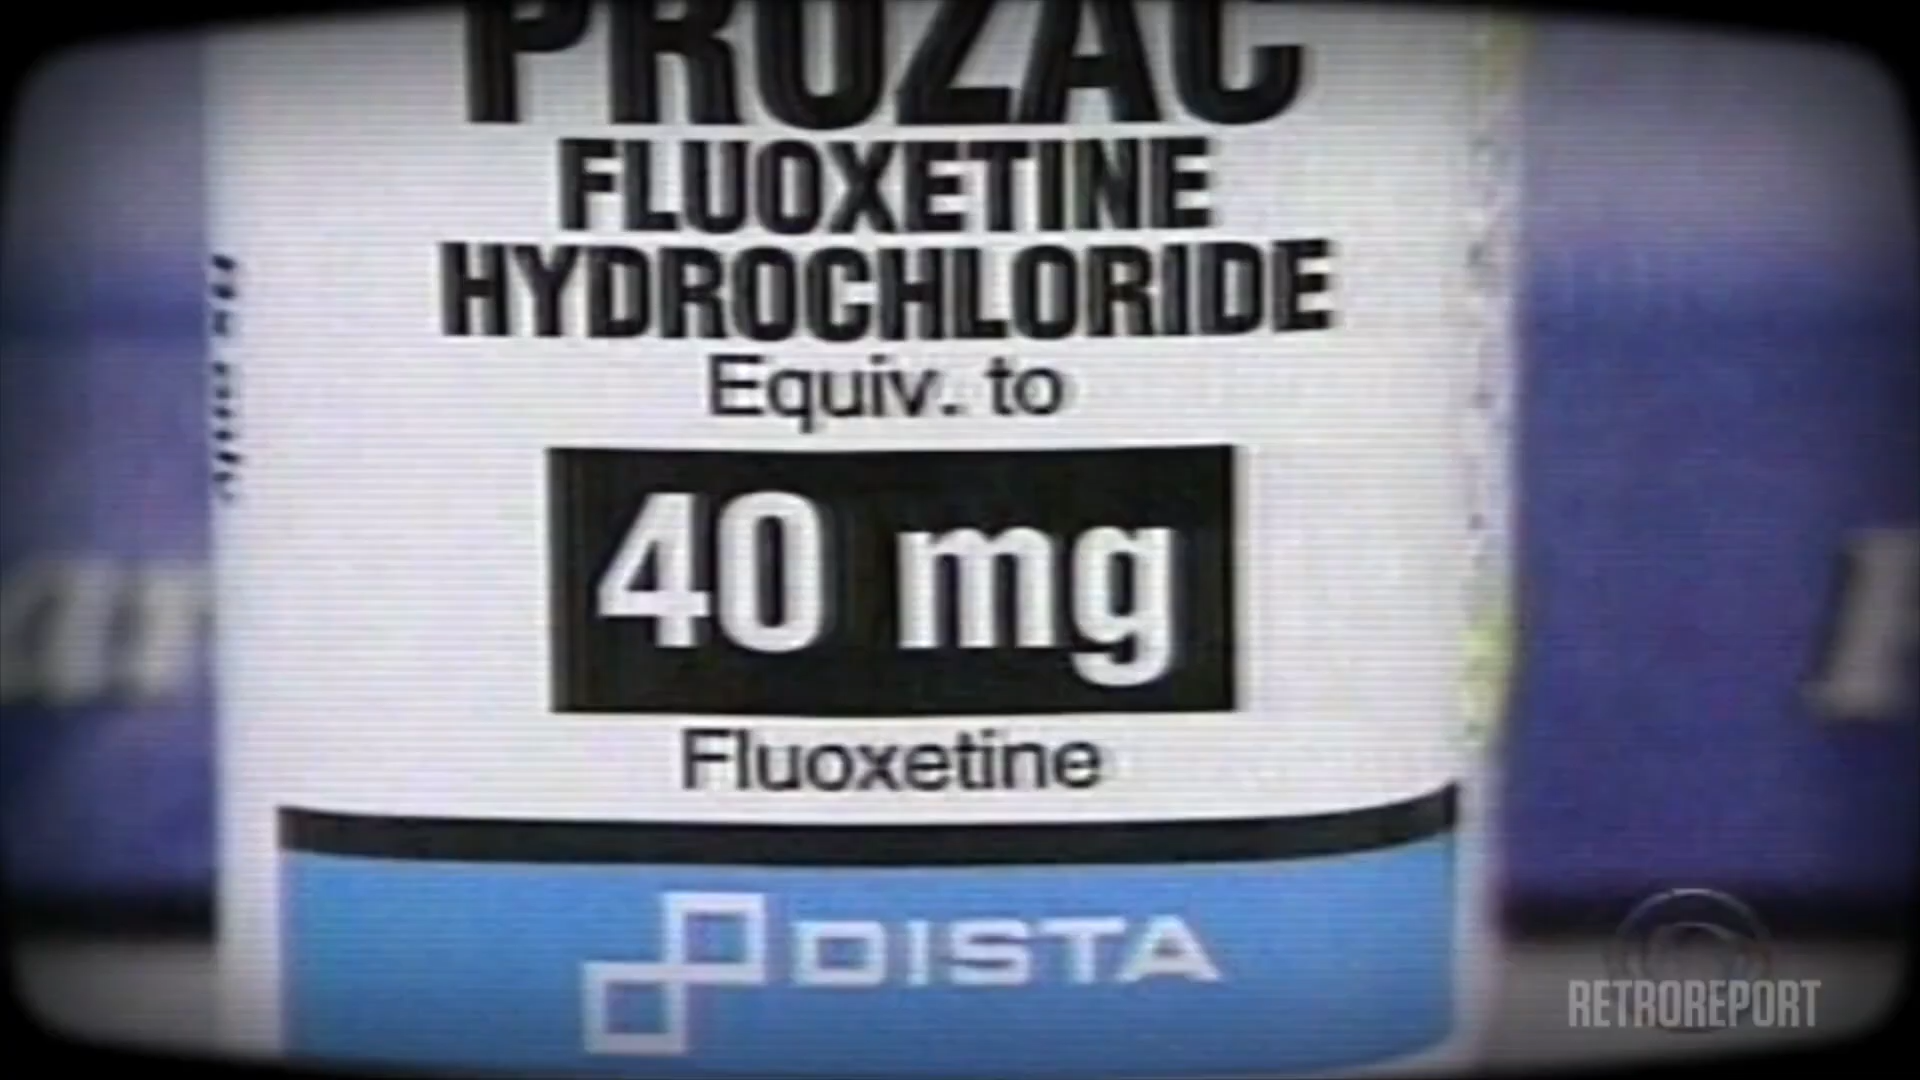 PROZAC
FLUOXETINE
HYDROCHLORIDE
Equiv. to
40 mg
Fluoxetine
DISTA
RETROREPORT